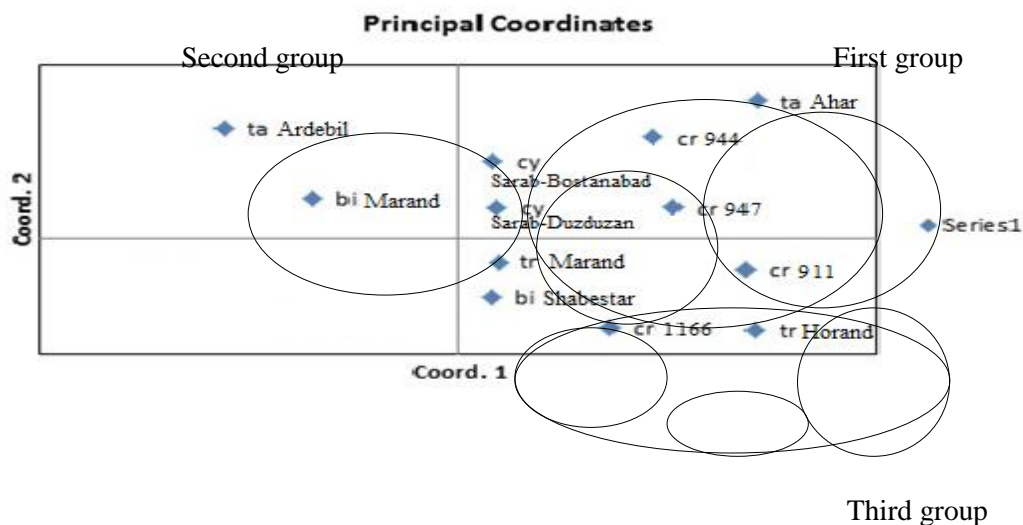 Principal Coordinates
Second group
First group
ta Ahar
ta Ardebil
cr 944
cy
Sarab-Bostanabad
bi Marand
cy
Sarab-Duzduzan
cr 947
Series1
Coord. 2
tr Marand
cr 911
bi Shabestar
cr 1166
tr Horand
Coord. 1
Third group